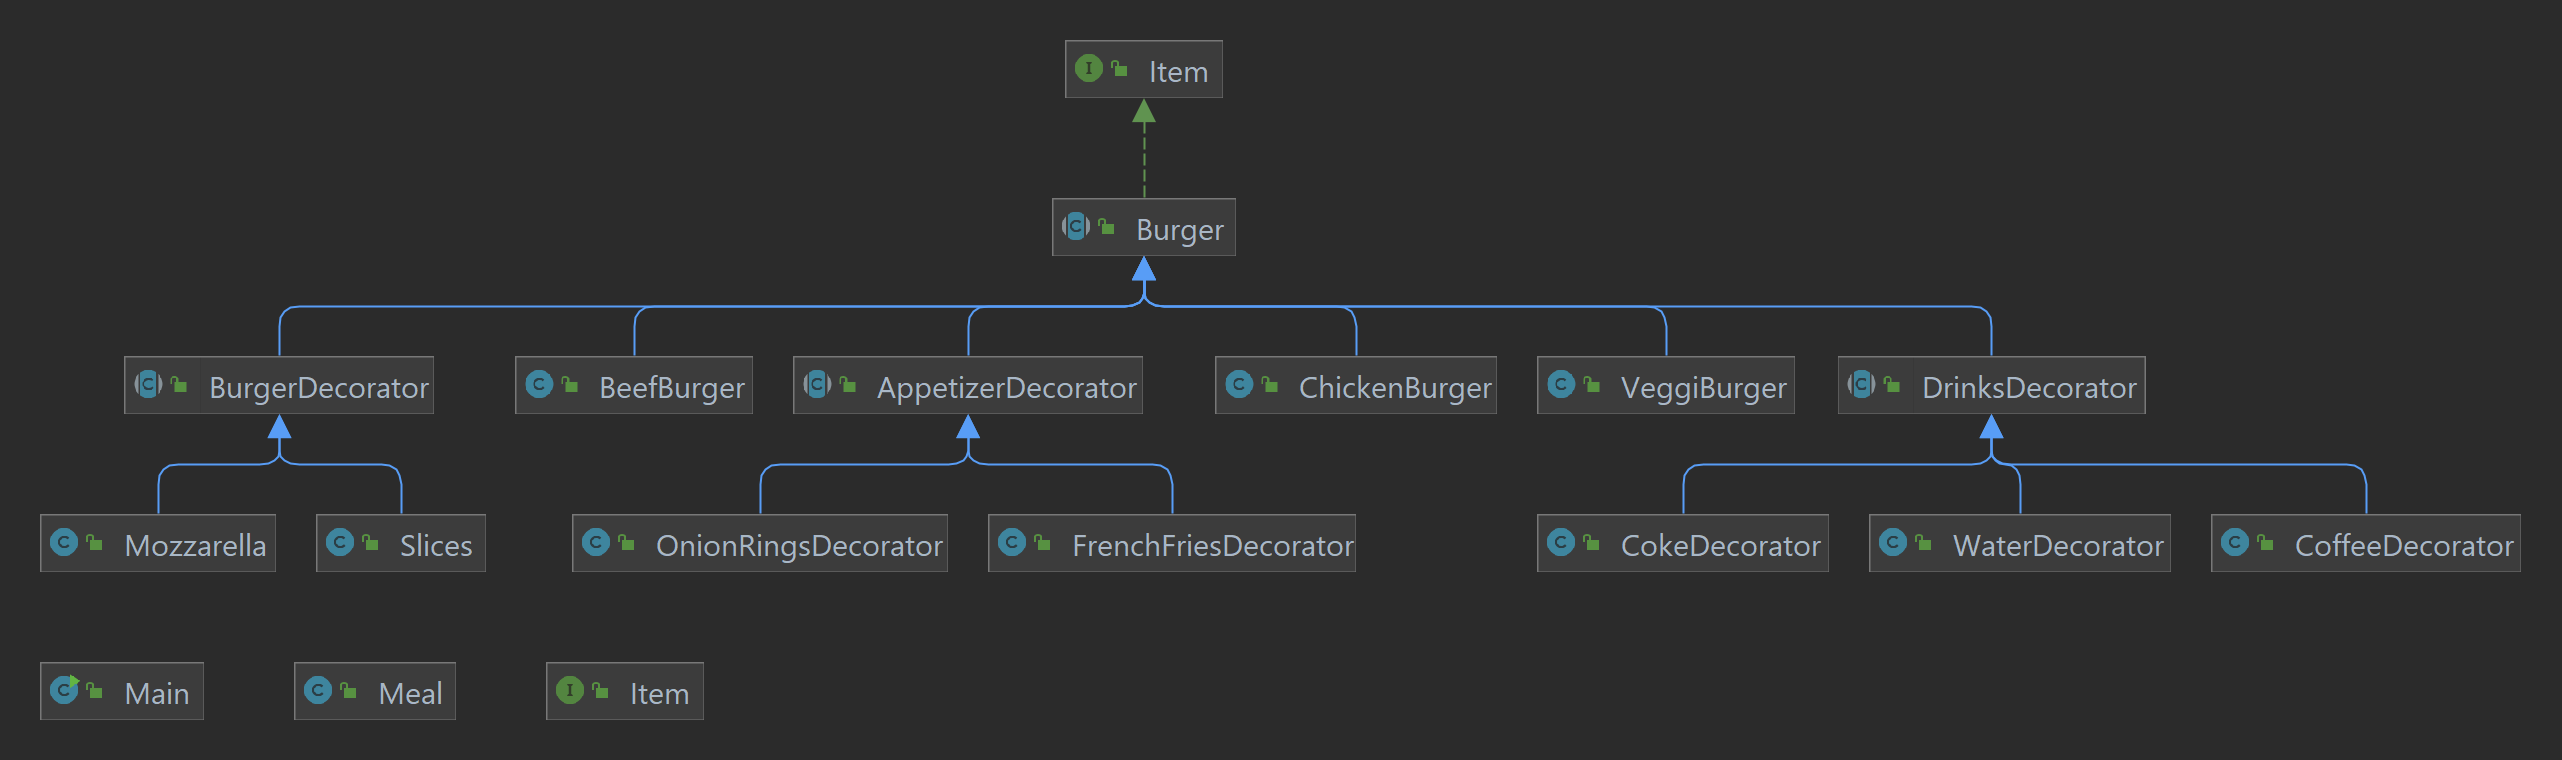 Item
Burger
BurgerDecorator
BeefBurger
AppetizerDecorator
ChickenBurger
VeggiBurger
DrinksDecorator
Mozzarella
Slices
OnionRingsDecorator
FrenchFriesDecorator
CokeDecorator
WaterDecorator
CoffeeDecorator
Main
Meal
Item